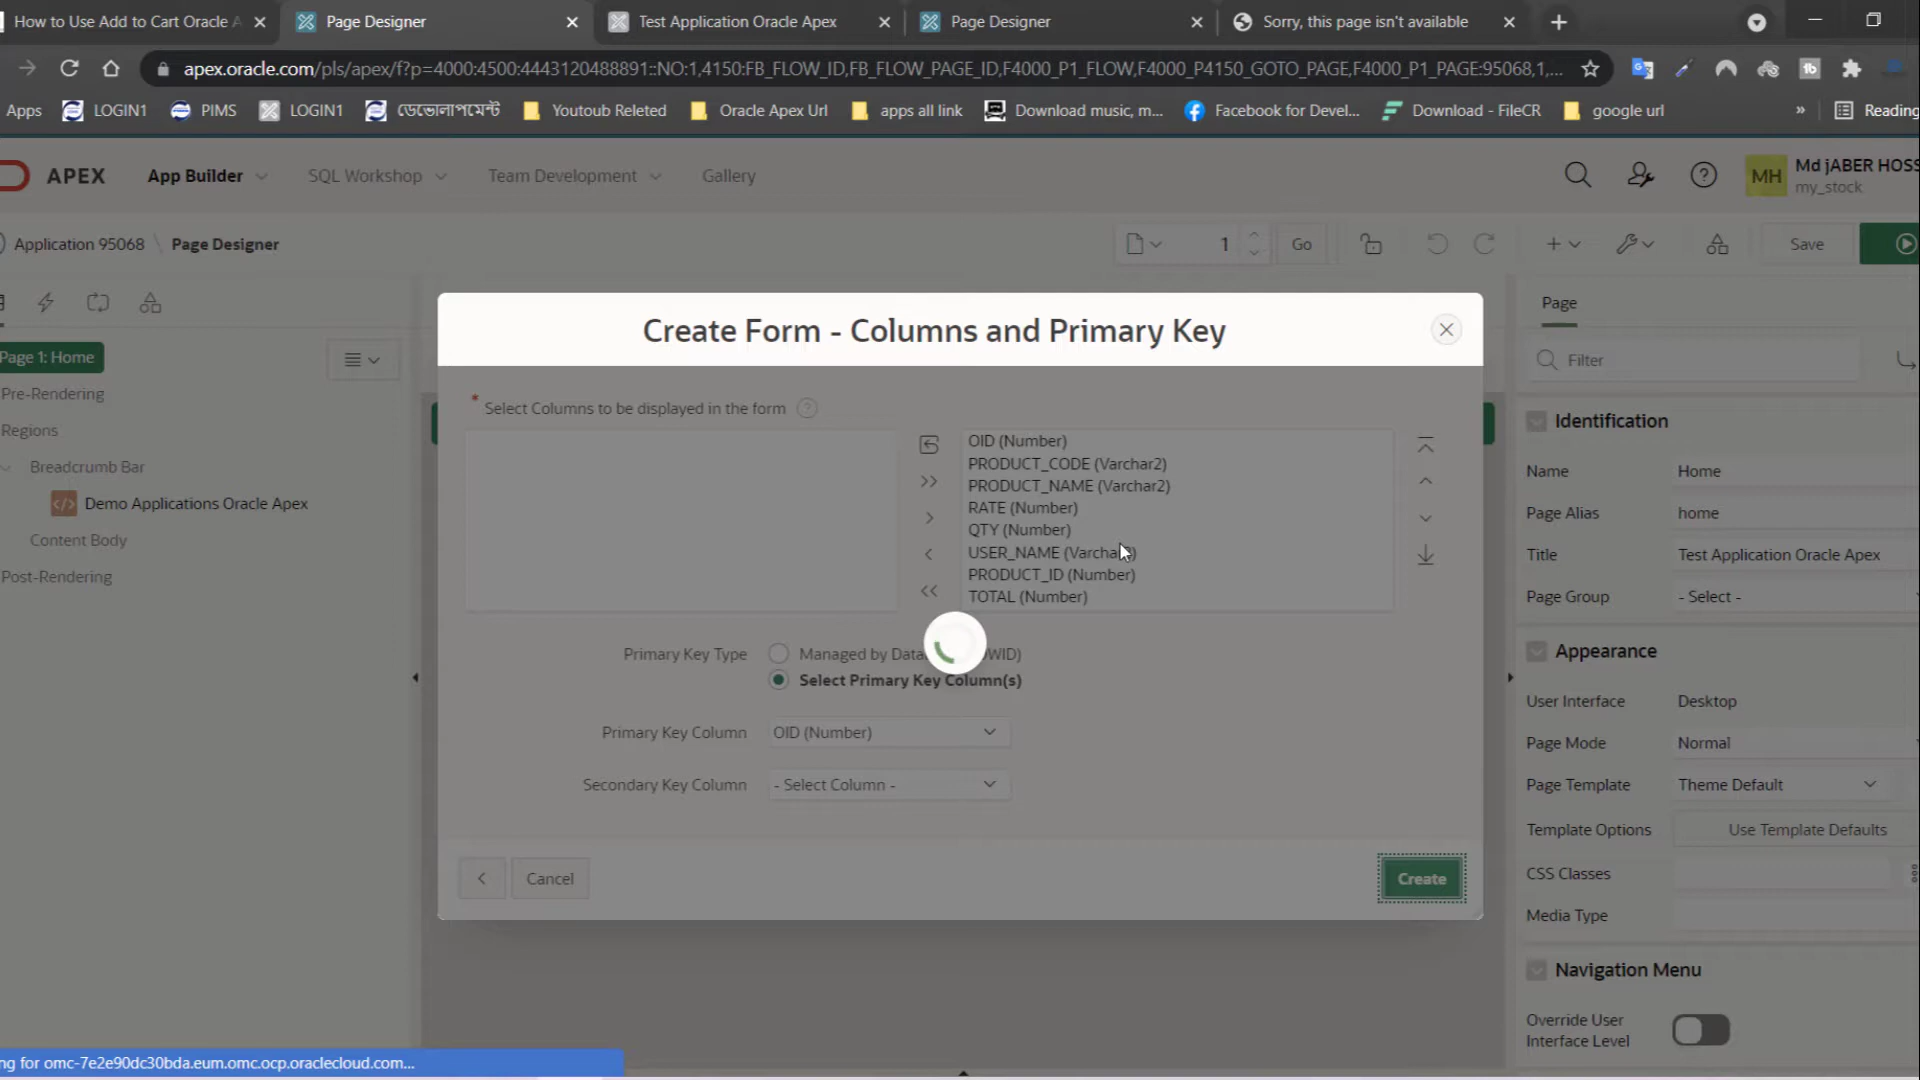 How to Use Add to Cart Oracle A
Page Designer
Test Application Oracle Apex
Page Designer
Sorry, this page isn't available
apex.oracle.com/pls/apex/f?p=4000:4500:4443120488891::NO:1,4150:FB_FLOW_ID,FB_FLOW_PAGE_ID,F4000_P1_FLOW,F4000_P4150_GOTO_PAGE,F4000_P1_PAGE:95068,1,...
Apps
LOGIN1
PIMS
LOGIN1
ডেভোলাপমেন্ট
Youtoub Releted
Oracle Apex Url
apps all link
Download music, m...
Facebook for Devel...
Download - FileCR
google url
»
Reading
APEX
App Builder
SQL Workshop
Team Development
Gallery
MH
Md jABER HOSS
my_stock
Application 95068 \ Page Designer
1
Go
Save
Page 1: Home
Pre-Rendering
Regions
Breadcrumb Bar
Demo Applications Oracle Apex
Content Body
Post-Rendering
Create Form - Columns and Primary Key
* Select Columns to be displayed in the form
OID (Number)
PRODUCT_CODE (Varchar2)
PRODUCT_NAME (Varchar2)
RATE (Number)
QTY (Number)
USER_NAME
PRODUCT_ID (Number)
TOTAL (Number)
Primary Key Type
Managed by
Select Primary Key Column(s)
Primary Key Column
OID (Number)
Secondary Key Column
- Select Column -
Cancel
Create
Page
Filter
Identification
Name
Home
Page Alias
home
Title
Test Application Oracle Apex
Page Group
- Select -
Appearance
User Interface
Desktop
Page Mode
Normal
Page Template
Theme Default
Template Options
Use Template Defaults
CSS Classes
Media Type
Navigation Menu
Override User
Interface Level
ng for omc-7e2e90dc30bda.eum.omc.ocp.oraclecloud.com...